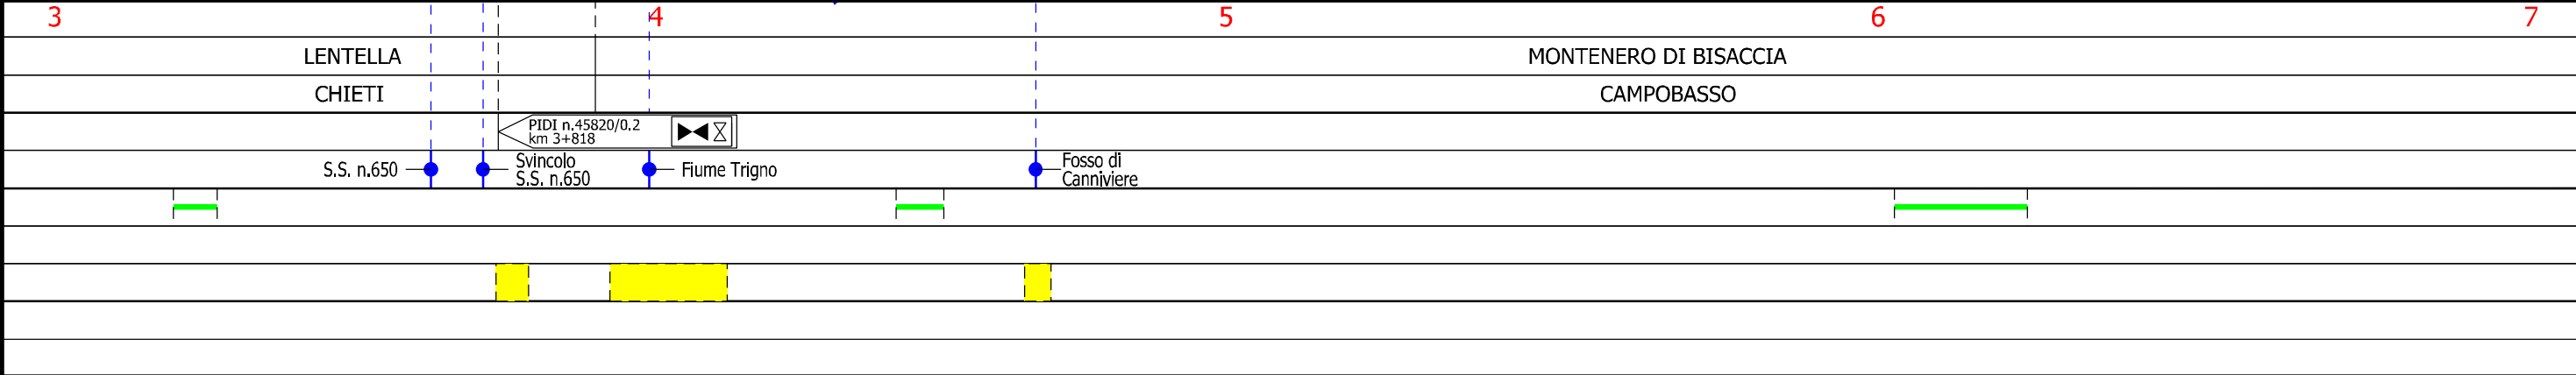 3 4 5 6 7
LENTELLA MONTENERO DI BISACCIA
CHIETI CAMPOBASSO
PIDI n.45820/0.2
km 3+818
S.S. n.650
Svincolo
S.S. n.650
Fiume Trigno
Fosso di
Canniviere